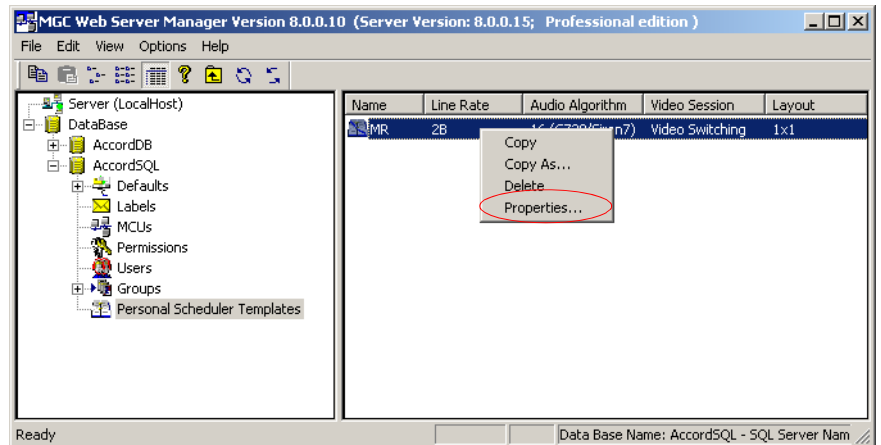 MGC Web Server Manager Version 8.0.0.10 (Server Version: 8.0.0.15; Professional edition )
File Edit View Options Help
Server (LocalHost)
DataBase
AccordDB
AccordSQL
Defaults
Labels
MCUs
Permissions
Users
Groups
Personal Scheduler Templates
Name Line Rate Audio Algorithm Video Session Layout
MR 2B Video Switching 1x1
Copy
Copy As...
Delete
Properties...
Ready
Data Base Name: AccordSQL - SQL Server Nam